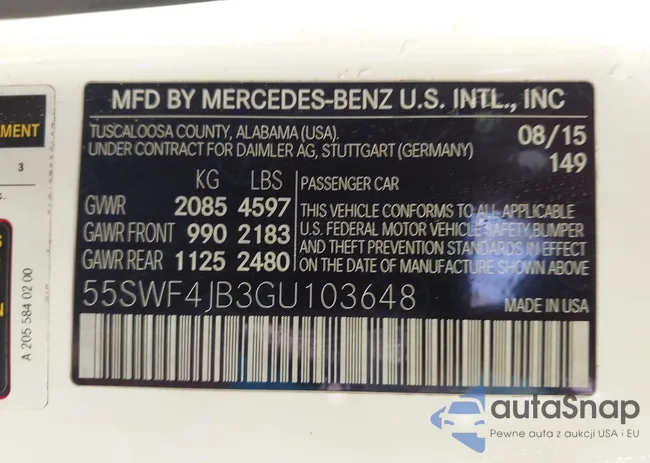 MFD BY MERCEDES-BENZ U.S. INTL., INC
TUSCALOOSA COUNTY, ALABAMA (USA).
UNDER CONTRACT FOR DAIMLER AG, STUTTGART (GERMANY)
08/15
149
KG LBS
GVWR 2085 4597
GAWR FRONT 990 2183
GAWR REAR 1125 2480
PASSENGER CAR
THIS VEHICLE CONFORMS TO ALL APPLICABLE
U.S. FEDERAL MOTOR VEHICLE SAFETY, BUMPER
AND THEFT PREVENTION STANDARDS IN EFFECT
ON THE DATE OF MANUFACTURE SHOWN ABOVE
55SWF4JB3GU103648
MADE IN USA
MENT
3
A 205 584 02 00
autaSnap
Pewne auta z aukcji USA i EU